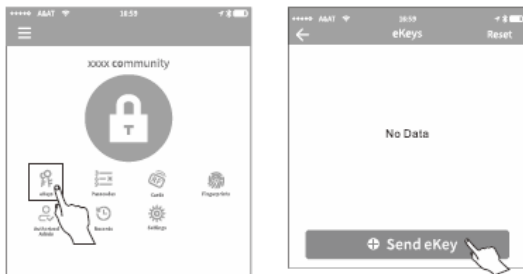 A&AT 16:59
xxxx community
T
eKeys Passcodes Cards Fingerprints
Authorized Admin Records Settings
A&AT 16:59
eKeys Reset
No Data
Send eKey